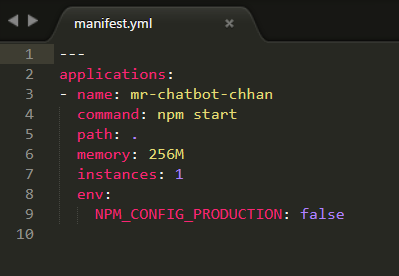 manifest.yml
1 ---
2 applications:
3 - name: mr-chatbot-chhan
4   command: npm start
5   path: .
6   memory: 256M
7   instances: 1
8   env:
9     NPM_CONFIG_PRODUCTION: false
10